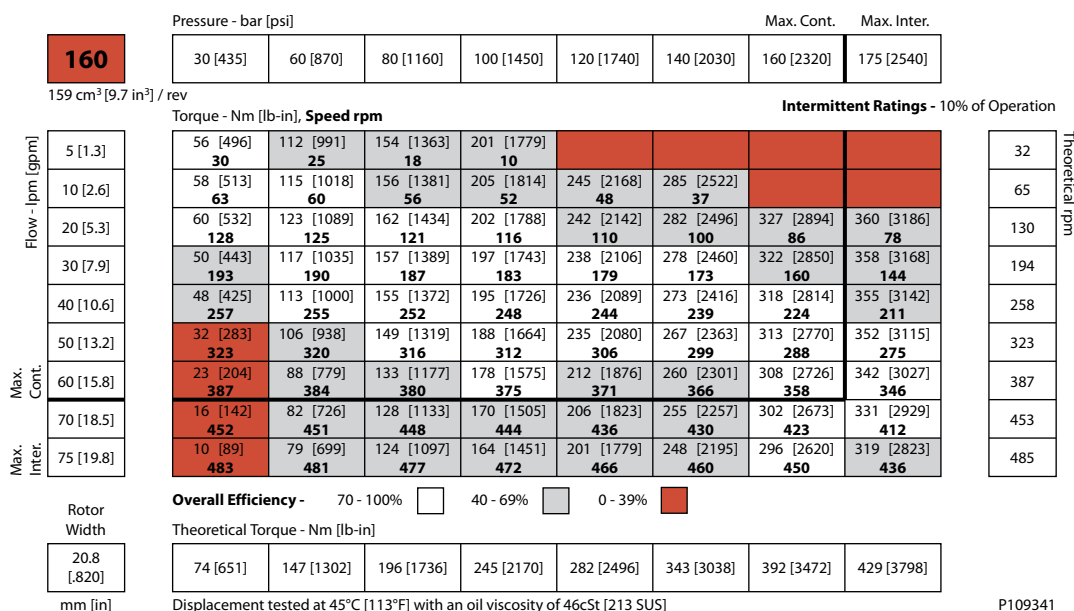 Pressure - bar [psi] Max. Cont. Max. Inter.
160 30 [435] 60 [870] 80 [1160] 100 [1450] 120 [1740] 140 [2030] 160 [2320] 175 [2540]
159 cm³ [9.7 in³] / rev
Intermittent Ratings - 10% of Operation
Torque - Nm [lb-in], Speed rpm
Flow - lpm [gpm]
Theoretical rpm
5 [1.3] 56 [496] 112 [991] 154 [1363] 201 [1779] 32
30 25 18 10
10 [2.6] 58 [513] 115 [1018] 156 [1381] 205 [1814] 245 [2168] 285 [2522] 65
63 60 56 52 48 37
20 [5.3] 60 [532] 123 [1089] 162 [1434] 202 [1788] 242 [2142] 282 [2496] 327 [2894] 360 [3186] 130
128 125 121 116 110 100 86 78
30 [7.9] 50 [443] 117 [1035] 157 [1389] 197 [1743] 238 [2106] 278 [2460] 322 [2850] 358 [3168] 194
193 190 187 183 179 173 160 144
40 [10.6] 48 [425] 113 [1000] 155 [1372] 195 [1726] 236 [2089] 273 [2416] 318 [2814] 355 [3142] 258
257 255 252 248 244 239 224 211
50 [13.2] 32 [283] 106 [938] 149 [1319] 188 [1664] 235 [2080] 267 [2363] 313 [2770] 352 [3115] 323
323 320 316 312 306 299 288 275
Max. Cont.
60 [15.8] 23 [204] 88 [779] 133 [1177] 178 [1575] 212 [1876] 260 [2301] 308 [2726] 342 [3027] 387
387 384 380 375 371 366 358 346
70 [18.5] 16 [142] 82 [726] 128 [1133] 170 [1505] 206 [1823] 255 [2257] 302 [2673] 331 [2929] 453
452 451 448 444 436 430 423 412
Max. Inter.
75 [19.8] 10 [89] 79 [699] 124 [1097] 164 [1451] 201 [1779] 248 [2195] 296 [2620] 319 [2823] 485
483 481 477 472 466 460 450 436
Overall Efficiency - 70 - 100% 40 - 69% 0 - 39%
Rotor
Width
Theoretical Torque - Nm [lb-in]
20.8
[.820]
74 [651] 147 [1302] 196 [1736] 245 [2170] 282 [2496] 343 [3038] 392 [3472] 429 [3798]
mm [in] Displacement tested at 45°C [113°F] with an oil viscosity of 46cSt [213 SUS] P109341